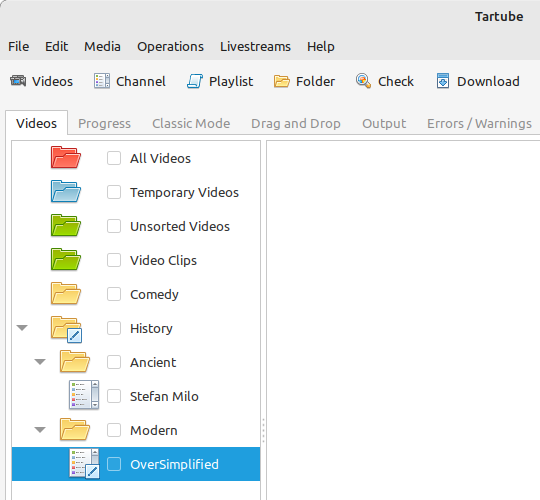 Tartube
File Edit Media Operations Livestreams Help
Videos Channel Playlist Folder Check Download
Videos Progress Classic Mode Drag and Drop Output Errors / Warnings
All Videos
Temporary Videos
Unsorted Videos
Video Clips
Comedy
History
Ancient
Stefan Milo
Modern
OverSimplified